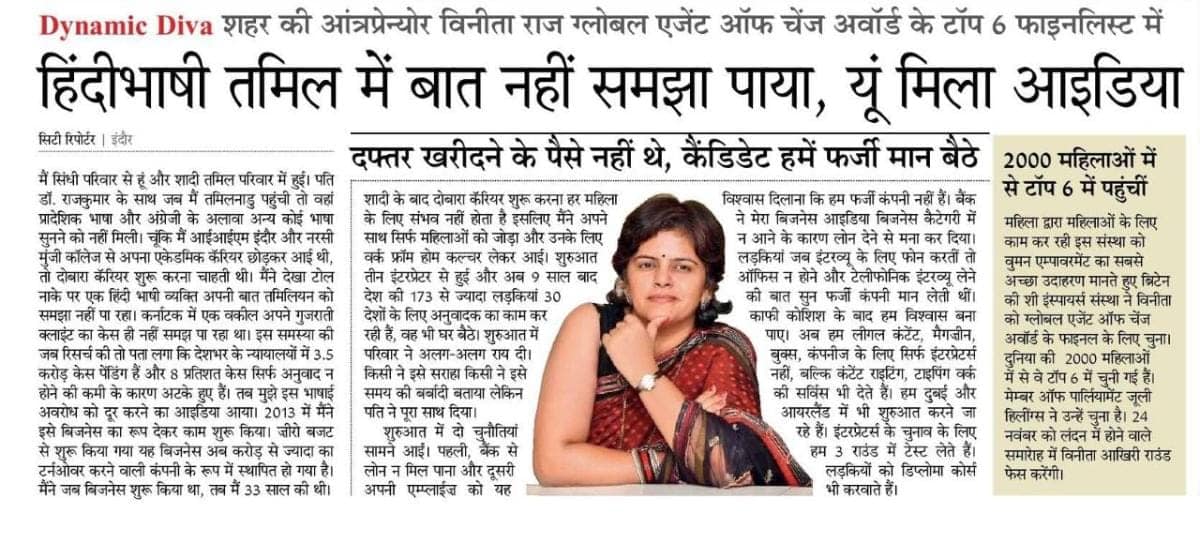 Dynamic Diva शहर की आंत्रप्रेन्योर विनीता राज ग्लोबल एजेंट ऑफ चेंज अवॉर्ड के टॉप 6 फाइनलिस्ट में
हिंदीभाषी तमिल में बात नहीं समझा पाया, यूं मिला आइडिया
सिटी रिपोर्टर | इंदौर
मैं सिंधी परिवार से हूं और शादी तमिल परिवार में हुई। पति
डॉ. राजकुमार के साथ जब मैं तमिलनाडु पहुंची तो वहां
प्रादेशिक भाषा और अंग्रेजी के अलावा अन्य कोई भाषा
सुनने को नहीं मिली। चूंकि मैं आईआईएम इंदौर और नरसी
मुंजी कॉलेज से अपना एकेडमिक कॅरियर छोड़कर आई थी,
तो दोबारा कॅरियर शुरू करना चाहती थी। मैंने देखा टोल
नाके पर एक हिंदी भाषी व्यक्ति अपनी बात तमिलियन को
समझा नहीं पा रहा। कर्नाटक में एक वकील अपने गुजराती
क्लाइंट का केस ही नहीं समझ पा रहा था। इस समस्या की
जब रिसर्च की तो पता लगा कि देशभर के न्यायालयों में 3.5
करोड़ केस पेंडिंग हैं और 8 प्रतिशत केस सिर्फ अनुवाद न
होने की कमी के कारण अटके हुए हैं। तब मुझे इस भाषाई
अवरोध को दूर करने का आइडिया आया। 2013 में मैंने
इसे बिजनेस का रूप देकर काम शुरू किया। जीरो बजट
से शुरू किया गया यह बिजनेस अब करोड़ से ज्यादा का
टर्नओवर करने वाली कंपनी के रूप में स्थापित हो गया है।
मैंने जब बिजनेस शुरू किया था, तब मैं 33 साल की थी।
दफ्तर खरीदने के पैसे नहीं थे, कैंडिडेट हमें फर्जी मान बैठे
शादी के बाद दोबारा कॅरियर शुरू करना हर महिला
के लिए संभव नहीं होता है इसलिए मैंने अपने
साथ सिर्फ महिलाओं को जोड़ा और उनके लिए
वर्क फ्रॉम होम कल्चर लेकर आई। शुरुआत
तीन इंटरप्रेटर से हुई और अब 9 साल बाद
देश की 173 से ज्यादा लड़कियां 30
देशों के लिए अनुवादक का काम कर
रही हैं, वह भी घर बैठे। शुरुआत में
परिवार ने अलग-अलग राय दी।
किसी ने इसे सराहा किसी ने इसे
समय की बर्बादी बताया लेकिन
पति ने पूरा साथ दिया।
शुरुआत में दो चुनौतियां
सामने आईं। पहली, बैंक से
लोन न मिल पाना और दूसरी
अपनी एम्प्लाईज को यह
विश्वास दिलाना कि हम फर्जी कंपनी नहीं हैं। बैंक
ने मेरा बिजनेस आइडिया बिजनेस कैटेगरी में
न आने के कारण लोन देने से मना कर दिया।
लड़कियां जब इंटरव्यू के लिए फोन करतीं तो
ऑफिस न होने और टेलीफोनिक इंटरव्यू लेने
की बात सुन फर्जी कंपनी मान लेती थीं।
काफी कोशिश के बाद हम विश्वास बना
पाए। अब हम लीगल कंटेंट, मैगजीन,
बुक्स, कंपनीज के लिए सिर्फ इंटरप्रेटर्स
नहीं, बल्कि कंटेंट राइटिंग, टाइपिंग वर्क
की सर्विस भी देते हैं। हम दुबई और
आयरलैंड में भी शुरुआत करने जा
रहे हैं। इंटरप्रेटर्स के चुनाव के लिए
हम 3 राउंड में टेस्ट लेते हैं।
लड़कियों को डिप्लोमा कोर्स
भी करवाते हैं।
2000 महिलाओं में
से टॉप 6 में पहुंचीं
महिला द्वारा महिलाओं के लिए
काम कर रही इस संस्था को
वुमन एम्पावरमेंट का सबसे
अच्छा उदाहरण मानते हुए ब्रिटेन
की शी इंस्पायर्स संस्था ने विनीता
को ग्लोबल एजेंट ऑफ चेंज
अवॉर्ड के फाइनल के लिए चुना।
दुनिया की 2000 महिलाओं
में से वे टॉप 6 में चुनी गई हैं।
मेम्बर ऑफ पार्लियामेंट जूली
हिलींग्स ने उन्हें चुना है। 24
नवंबर को लंदन में होने वाले
समारोह में विनीता आखिरी राउंड
फेस करेंगी।